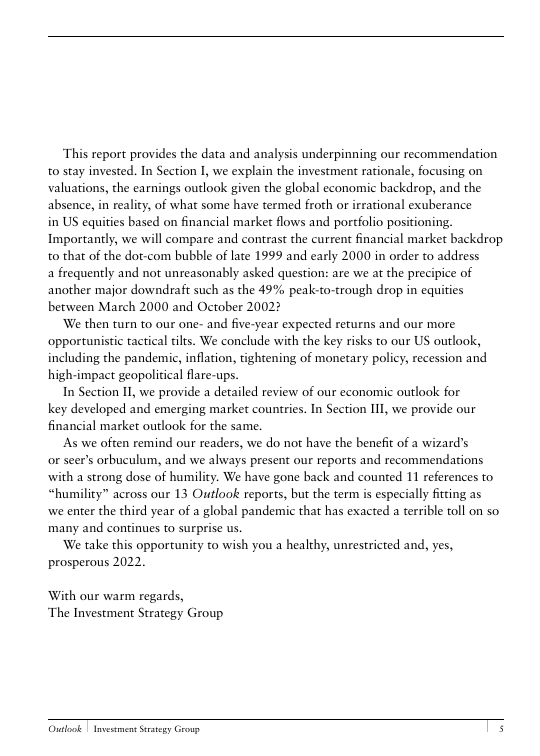 This report provides the data and analysis underpinning our recommendation
to stay invested. In Section I, we explain the investment rationale, focusing on
valuations, the earnings outlook given the global economic backdrop, and the
absence, in reality, of what some have termed froth or irrational exuberance
in US equities based on financial market flows and portfolio positioning.
Importantly, we will compare and contrast the current financial market backdrop
to that of the dot-com bubble of late 1999 and early 2000 in order to address
a frequently and not unreasonably asked question: are we at the precipice of
another major downdraft such as the 49% peak-to-trough drop in equities
between March 2000 and October 2002?
We then turn to our one- and five-year expected returns and our more
opportunistic tactical tilts. We conclude with the key risks to our US outlook,
including the pandemic, inflation, tightening of monetary policy, recession and
high-impact geopolitical flare-ups.
In Section II, we provide a detailed review of our economic outlook for
key developed and emerging market countries. In Section III, we provide our
financial market outlook for the same.
As we often remind our readers, we do not have the benefit of a wizard’s
or seer’s orbuculum, and we always present our reports and recommendations
with a strong dose of humility. We have gone back and counted 11 references to
“humility” across our 13 Outlook reports, but the term is especially fitting as
we enter the third year of a global pandemic that has exacted a terrible toll on so
many and continues to surprise us.
We take this opportunity to wish you a healthy, unrestricted and, yes,
prosperous 2022.
With our warm regards,
The Investment Strategy Group
Outlook Investment Strategy Group 5